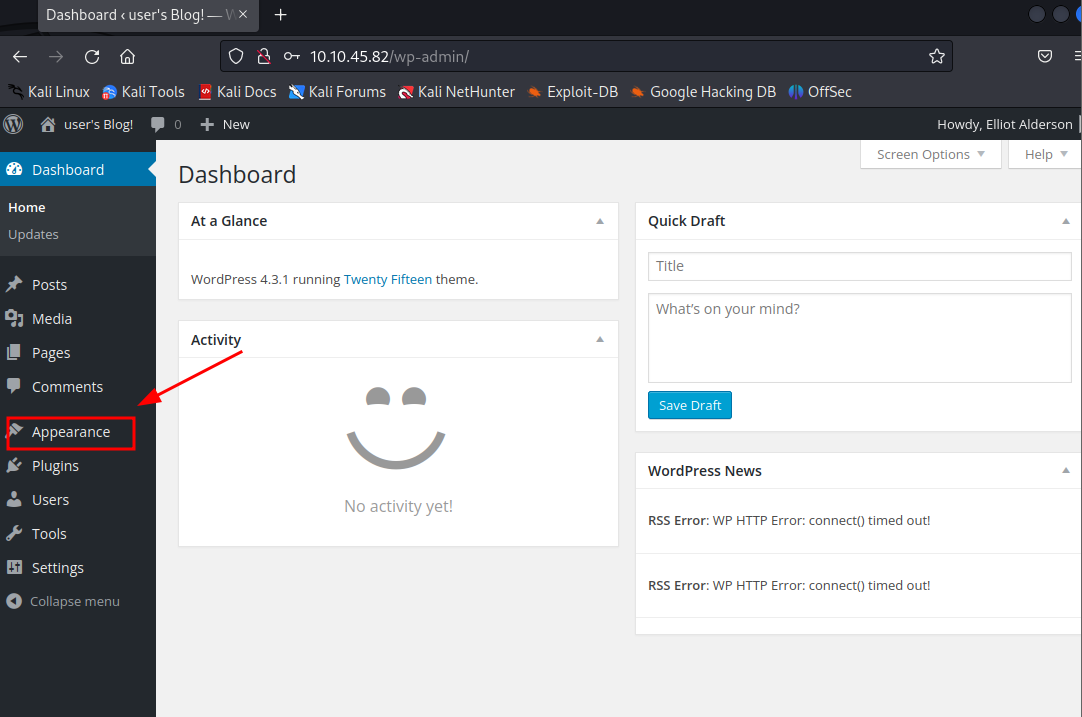 Dashboard ‹ user's Blog! — W
10.10.45.82/wp-admin/
Kali Linux Kali Tools Kali Docs Kali Forums Kali NetHunter Exploit-DB Google Hacking DB OffSec
user's Blog! 0 New Howdy, Elliot Alderson
Screen Options Help
Dashboard
Home
Updates
Posts
Media
Pages
Comments
Appearance
Plugins
Users
Tools
Settings
Collapse menu
Dashboard
At a Glance
WordPress 4.3.1 running Twenty Fifteen theme.
Activity
No activity yet!
Quick Draft
Title
What's on your mind?
Save Draft
WordPress News
RSS Error: WP HTTP Error: connect() timed out!
RSS Error: WP HTTP Error: connect() timed out!